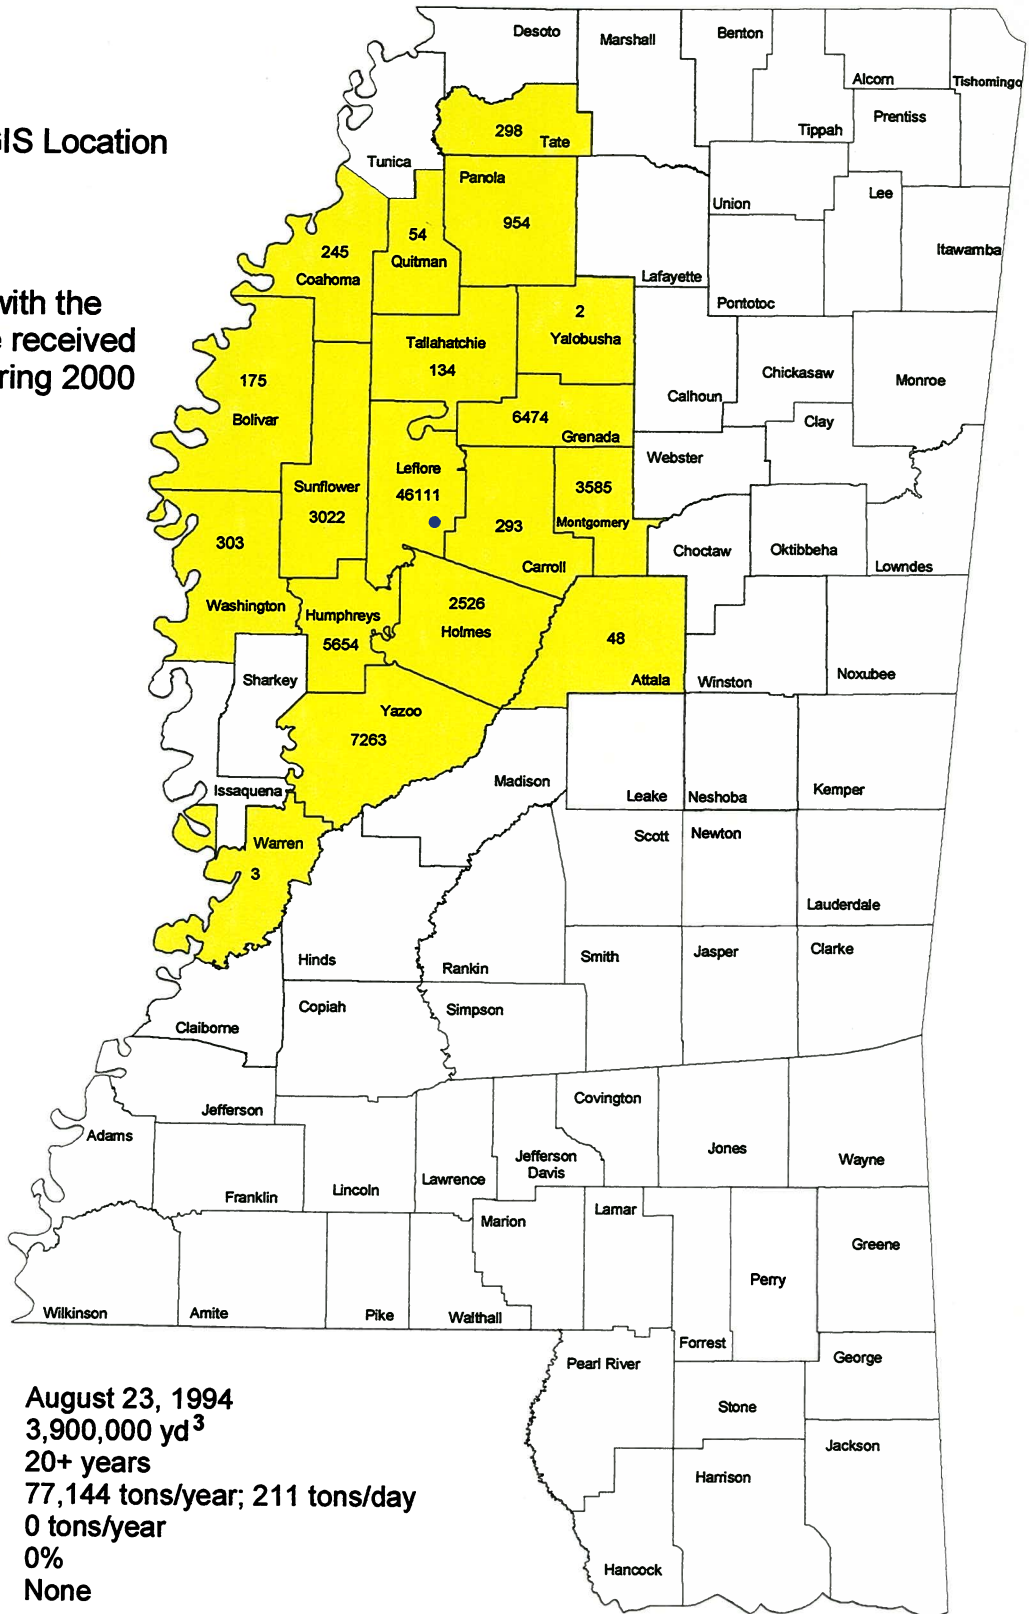 Desoto
Marshall
Benton
Alcorn
Tishomingo
Prentiss
Tippah
IS Location
298 Tate
Tunica
Panola
954
Union
Lee
54
Quitman
245
Coahoma
Itawamba
Lafayette
Pontotoc
with the
received
ring 2000
2
Yalobusha
Tallahatchie
134
Chickasaw
Monroe
175
Bolivar
Calhoun
Clay
6474
Grenada
Webster
Leflore
46111
Sunflower
3022
3585
Montgomery
293
Carroll
303
Washington
Choctaw
Oktibbeha
Lowndes
Humphreys
5654
2526
Holmes
48
Attala
Winston
Noxubee
Sharkey
Yazoo
7263
Madison
Issaquena
Leake
Neshoba
Kemper
Warren
3
Scott
Newton
Lauderdale
Hinds
Rankin
Smith
Jasper
Clarke
Copiah
Simpson
Claiborne
Jefferson
Covington
Adams
Jefferson
Davis
Jones
Wayne
Franklin
Lincoln
Lawrence
Marion
Lamar
Greene
Perry
Wilkinson
Amite
Pike
Walthall
Forrest
Pearl River
George
Stone
Jackson
Harrison
Hancock
August 23, 1994
3,900,000 yd³
20+ years
77,144 tons/year; 211 tons/day
0 tons/year
0%
None